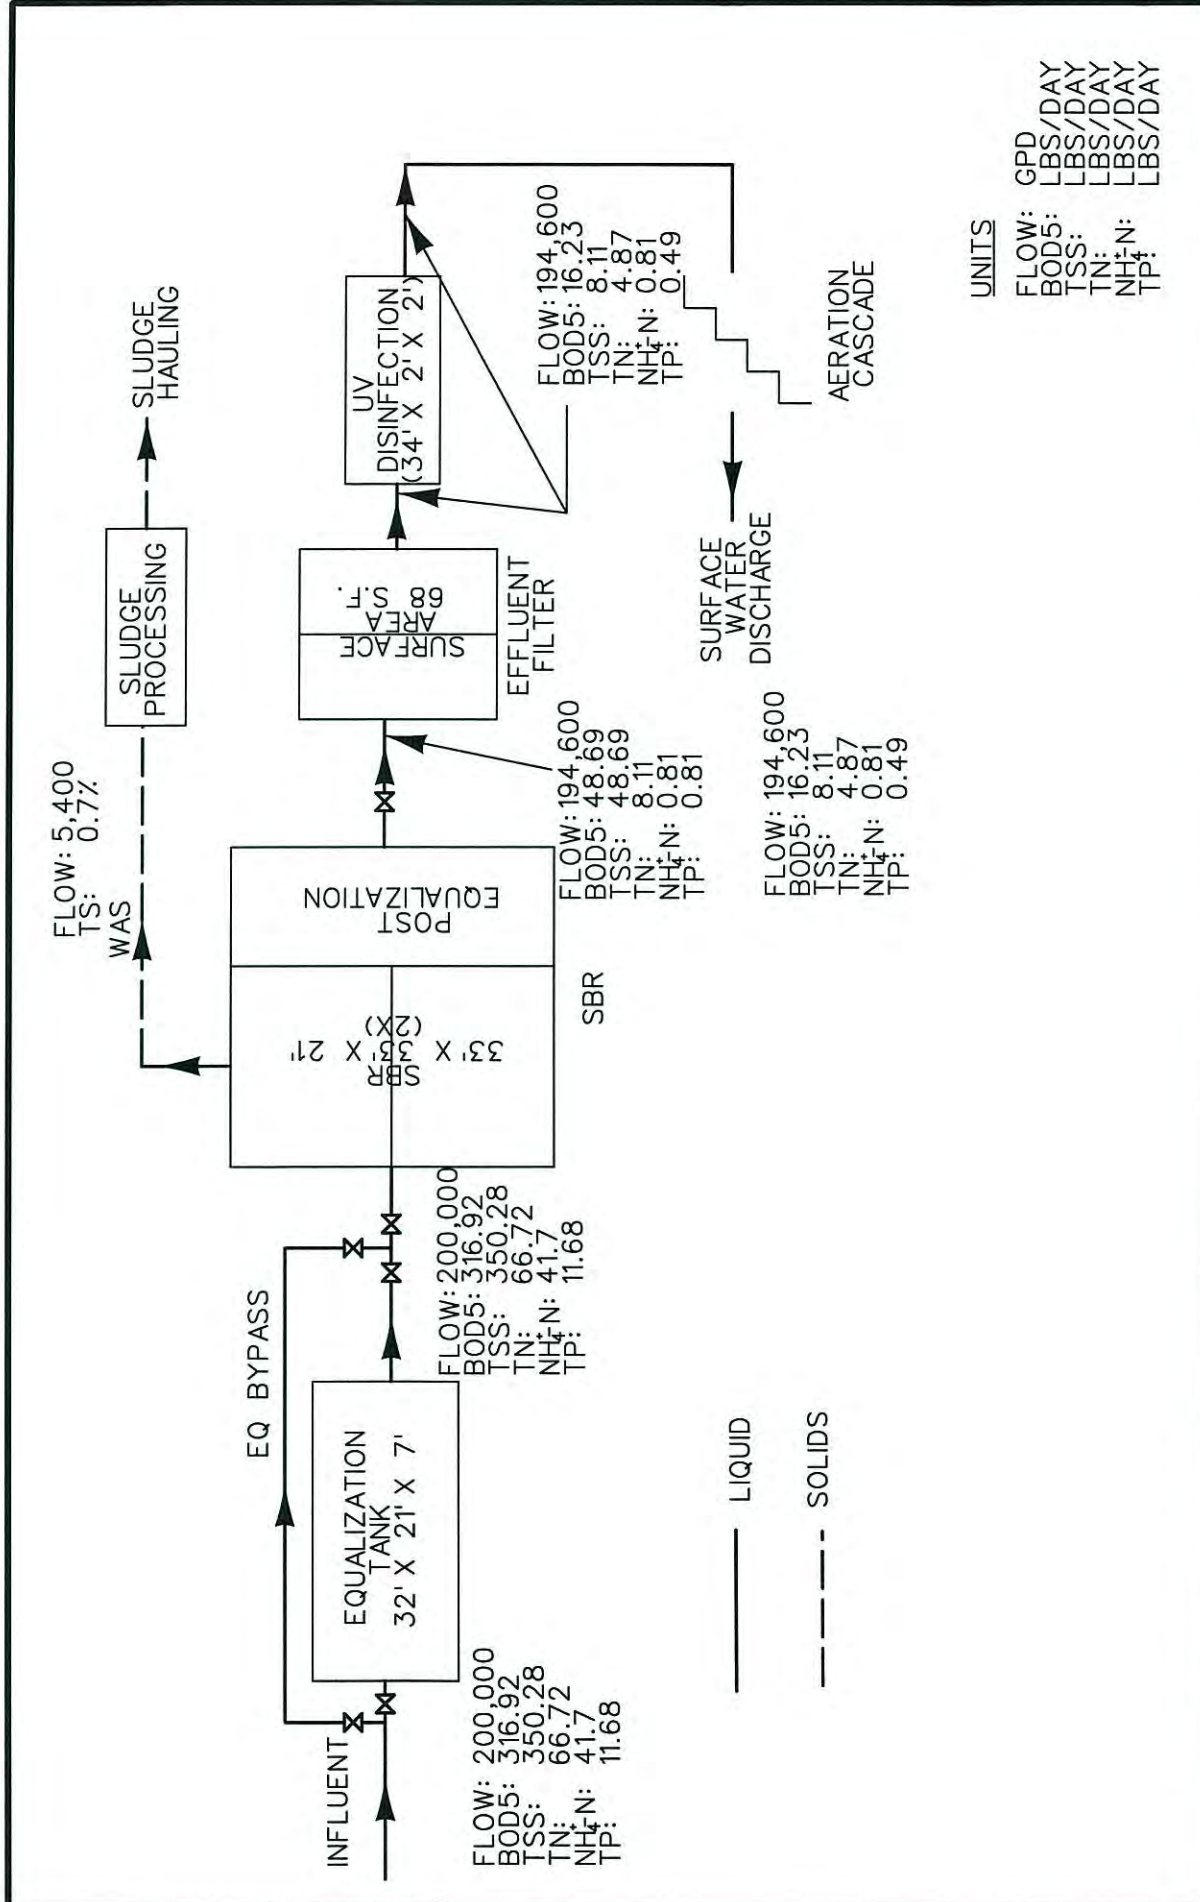 FLOW: 5,400
TS: 0.7%
WAS
SLUDGE
PROCESSING
SLUDGE
HAULING
EQ BYPASS
INFLUENT
EQUALIZATION
TANK
32' X 21' X 7'
FLOW: 200,000
BOD5: 316.92
TSS: 350.28
TN: 66.72
NH₄⁺-N: 41.7
TP: 11.68
FLOW: 200,000
BOD5: 316.92
TSS: 350.28
TN: 66.72
NH₄⁺-N: 41.7
TP: 11.68
SBR
33' X 33' X 21'
(2X)
POST
EQUALIZATION
SBR
FLOW: 194,600
BOD5: 48.69
TSS: 48.69
TN: 8.11
NH₄⁺-N: 0.81
TP: 0.81
SURFACE
AREA
68 S.F.
EFFLUENT
FILTER
UV
DISINFECTION
(34' X 2' X 2')
FLOW: 194,600
BOD5: 16.23
TSS: 8.11
TN: 4.87
NH₄⁺-N: 0.81
TP: 0.49
AERATION
CASCADE
SURFACE
WATER
DISCHARGE
FLOW: 194,600
BOD5: 16.23
TSS: 8.11
TN: 4.87
NH₄⁺-N: 0.81
TP: 0.49
LIQUID
SOLIDS
UNITS
FLOW: GPD
BOD5: LBS/DAY
TSS: LBS/DAY
TN: LBS/DAY
NH₄⁺-N: LBS/DAY
TP: LBS/DAY